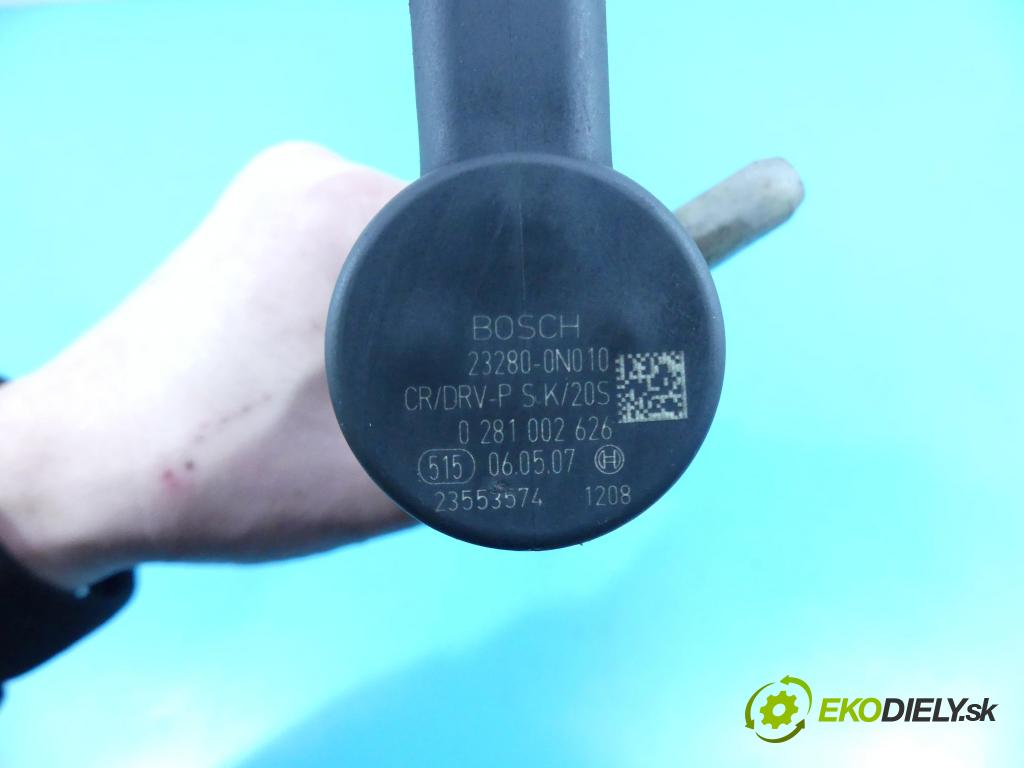 BOSCH
23280-0N010
CR/DRV-P S.K/20S
0 281 002 626
515 06.05.07
23553574 1208
EKODIELY.sk